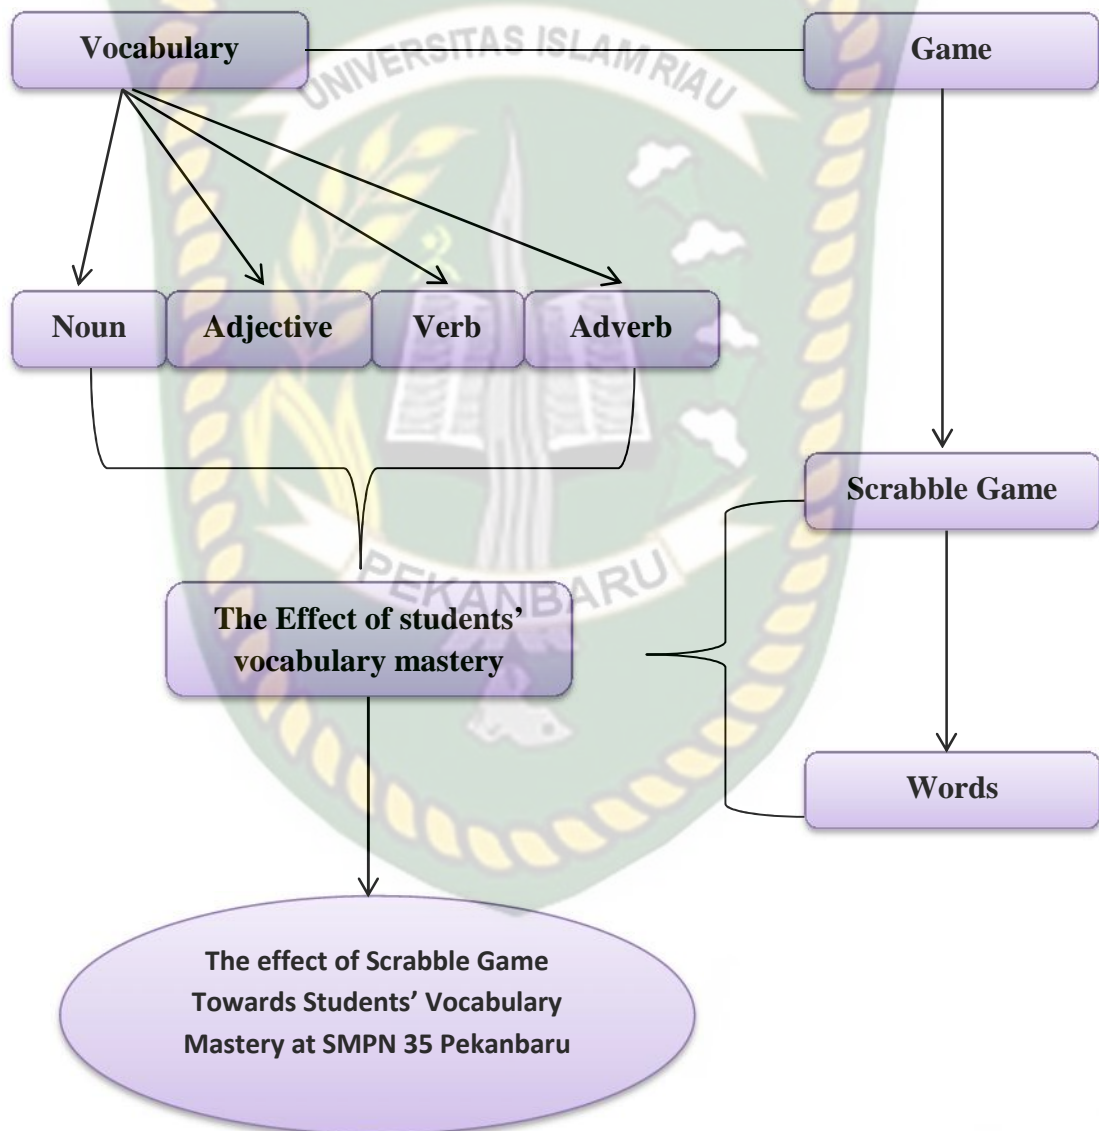 Vocabulary
Game
UNIVERSITAS ISLAM RIAU
Noun
Adjective
Verb
Adverb
Scrabble Game
PEKANBARU
The Effect of students’
vocabulary mastery
Words
The effect of Scrabble Game
Towards Students’ Vocabulary
Mastery at SMPN 35 Pekanbaru